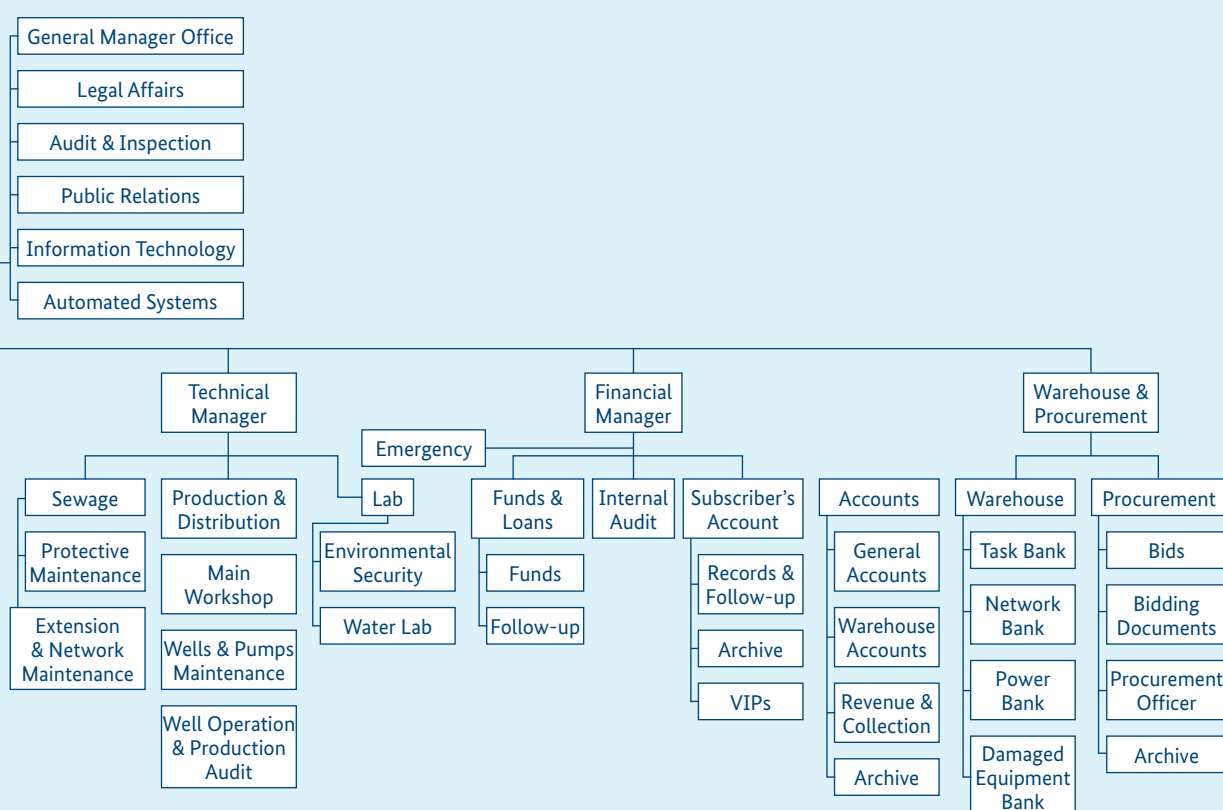 General Manager Office
Legal Affairs
Audit & Inspection
Public Relations
Information Technology
Automated Systems
Technical
Manager
Financial
Manager
Warehouse &
Procurement
Emergency
Sewage
Protective
Maintenance
Extension
& Network
Maintenance
Production &
Distribution
Main
Workshop
Wells & Pumps
Maintenance
Well Operation
& Production
Audit
Lab
Environmental
Security
Water Lab
Funds &
Loans
Funds
Follow-up
Internal
Audit
Subscriber's
Account
Records &
Follow-up
Archive
VIPs
Accounts
General
Accounts
Warehouse
Accounts
Revenue &
Collection
Archive
Warehouse
Task Bank
Network
Bank
Power
Bank
Damaged
Equipment
Bank
Procurement
Bids
Bidding
Documents
Procurement
Officer
Archive